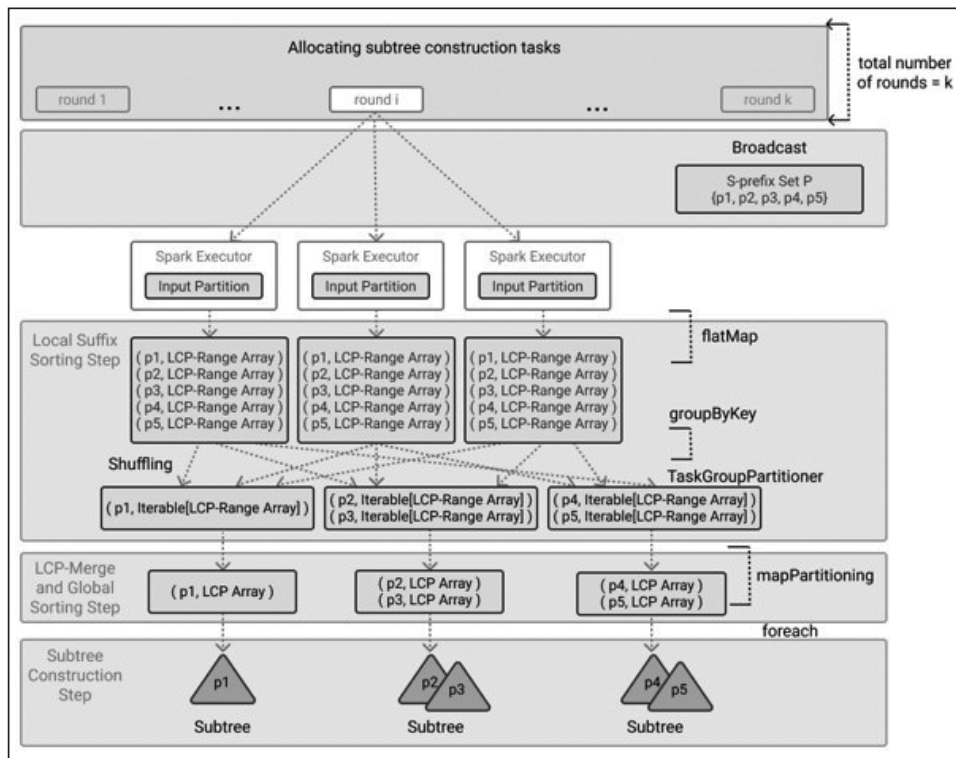 Allocating subtree construction tasks
total number
of rounds = k
round 1
...
round i
...
round k
Broadcast
S-prefix Set P
{p1, p2, p3, p4, p5}
Spark Executor
Input Partition
Spark Executor
Input Partition
Spark Executor
Input Partition
Local Suffix
Sorting Step
flatMap
( p1, LCP-Range Array )
( p2, LCP-Range Array )
( p3, LCP-Range Array )
( p4, LCP-Range Array )
( p5, LCP-Range Array )
( p1, LCP-Range Array )
( p2, LCP-Range Array )
( p3, LCP-Range Array )
( p4, LCP-Range Array )
( p5, LCP-Range Array )
( p1, LCP-Range Array )
( p2, LCP-Range Array )
( p3, LCP-Range Array )
( p4, LCP-Range Array )
( p5, LCP-Range Array )
groupByKey
Shuffling
TaskGroupPartitioner
( p1, Iterable[LCP-Range Array] )
( p2, Iterable[LCP-Range Array] )
( p3, Iterable[LCP-Range Array] )
( p4, Iterable[LCP-Range Array] )
( p5, Iterable[LCP-Range Array] )
LCP-Merge
and Global
Sorting Step
( p1, LCP Array )
( p2, LCP Array )
( p3, LCP Array )
( p4, LCP Array )
( p5, LCP Array )
mapPartitioning
foreach
Subtree
Construction
Step
p1
Subtree
p2
p3
Subtree
p4
p5
Subtree